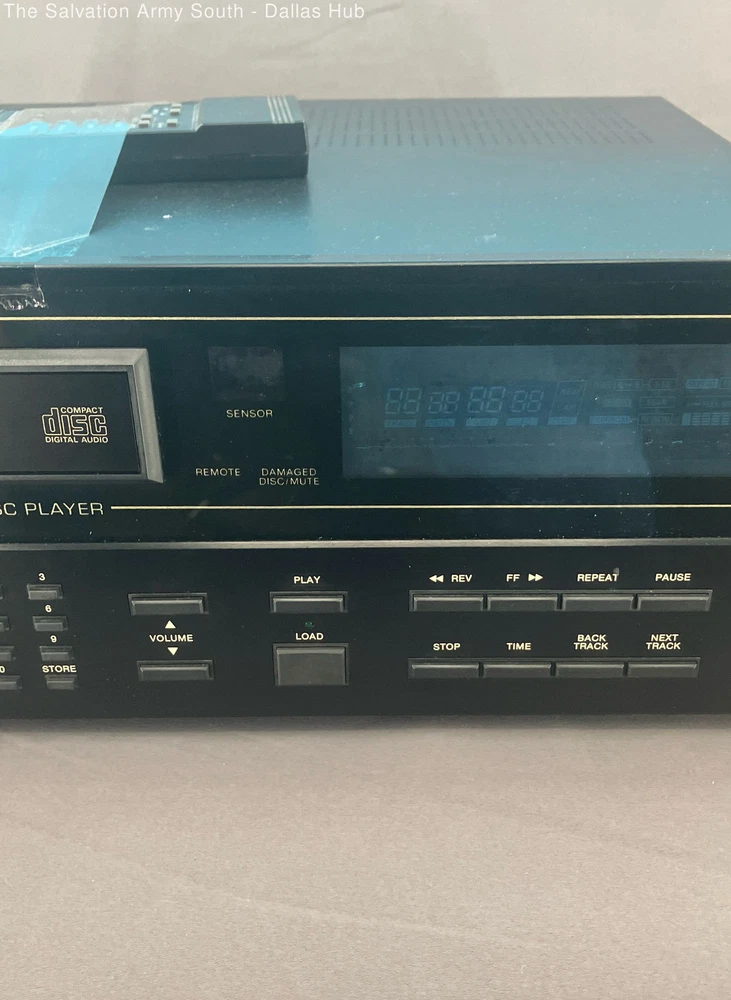 The Salvation Army South - Dallas Hub
COMPACT
disc
DIGITAL AUDIO
SENSOR
REMOTE
DAMAGED
DISC/MUTE
SC PLAYER
3
6
9
0
STORE
VOLUME
PLAY
LOAD
REV
FF
REPEAT
PAUSE
STOP
TIME
BACK
TRACK
NEXT
TRACK